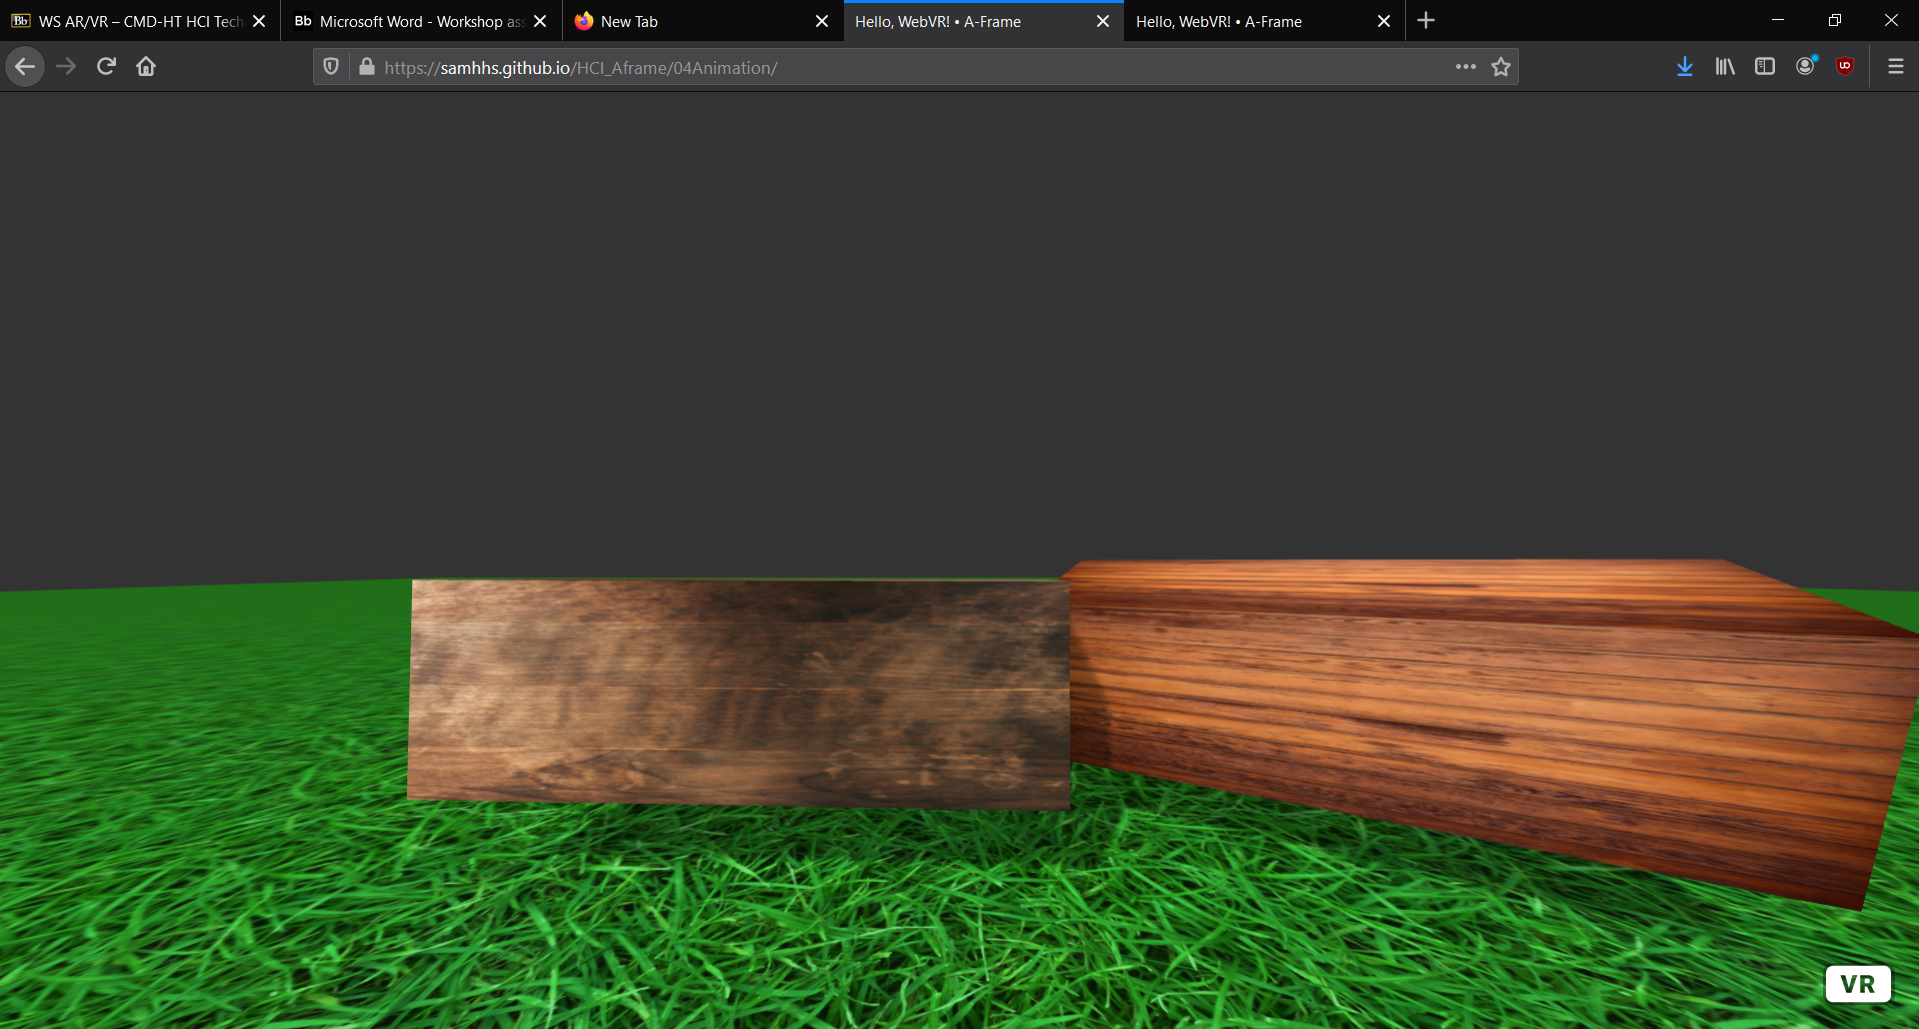 Bb WS AR/VR – CMD-HT HCI Tech
Bb Microsoft Word - Workshop ass
New Tab
Hello, WebVR! • A-Frame
Hello, WebVR! • A-Frame
https://samhhs.github.io/HCI_Aframe/04Animation/
VR